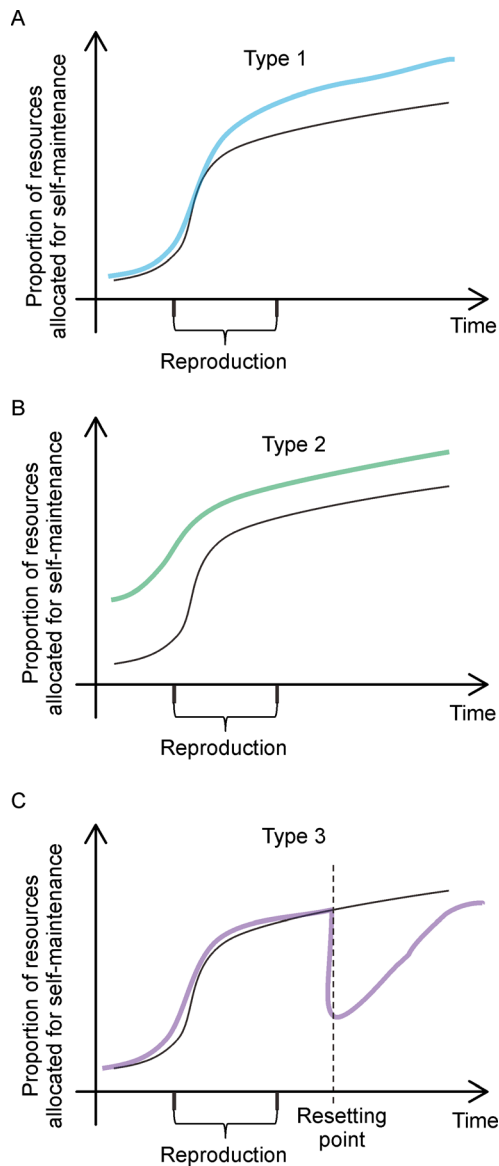 A
Type 1
Proportion of resources
allocated for self-maintenance
Time
Reproduction
B
Type 2
Proportion of resources
allocated for self-maintenance
Time
Reproduction
C
Type 3
Proportion of resources
allocated for self-maintenance
Time
Resetting
point
Reproduction